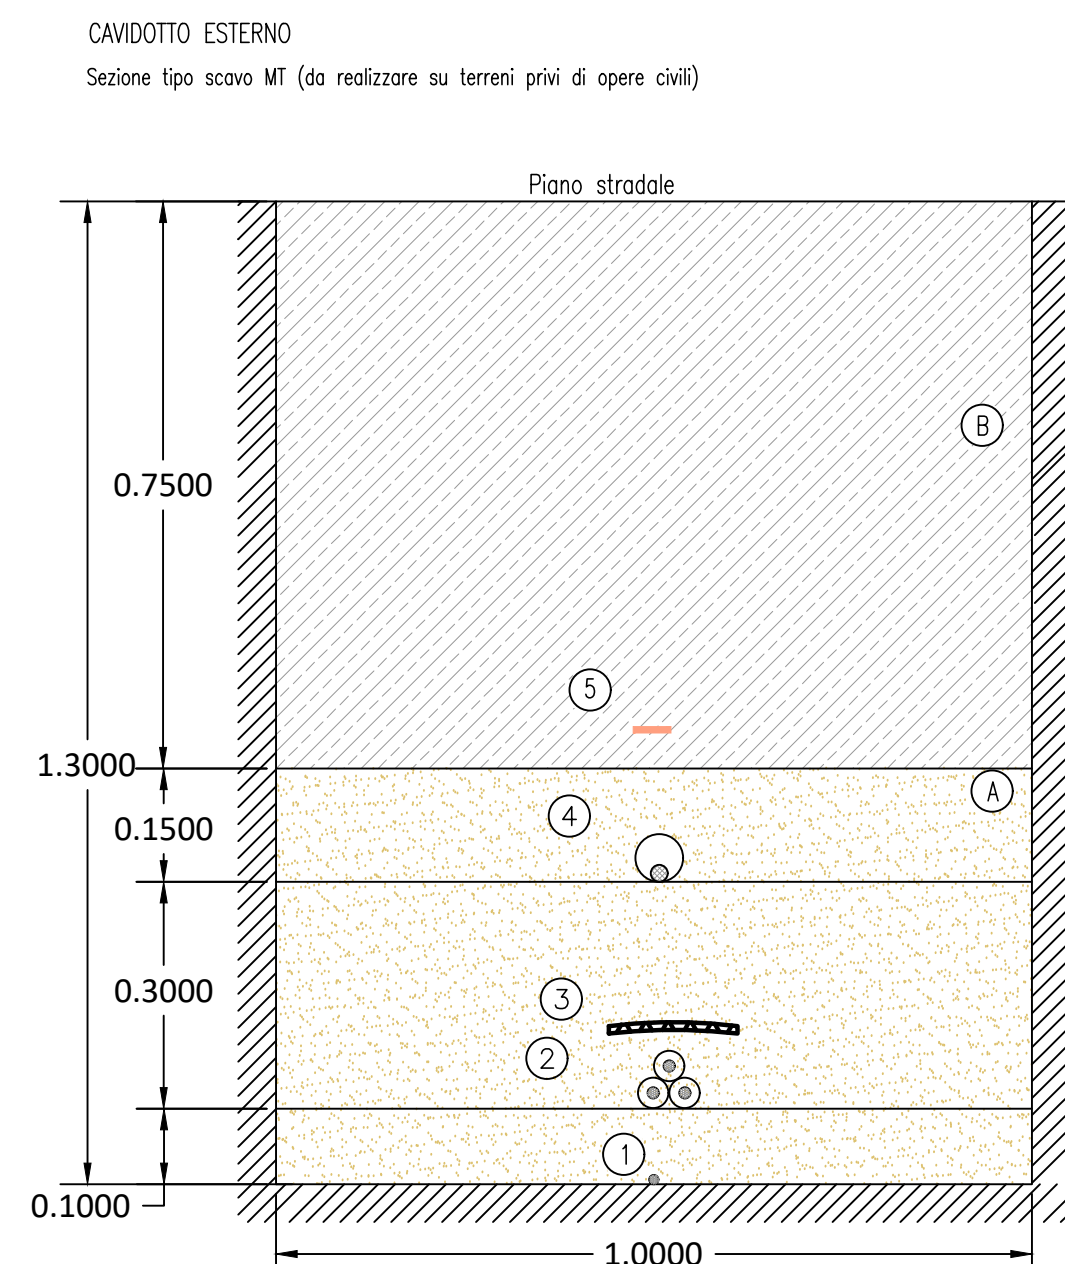 CAVIDOTTO ESTERNO
Sezione tipo scavo MT (da realizzare su terreni privi di opere civili)
Piano stradale
B
0.7500
5
1.3000
A
4
0.1500
0.3000
3
2
1
0.1000
1.0000